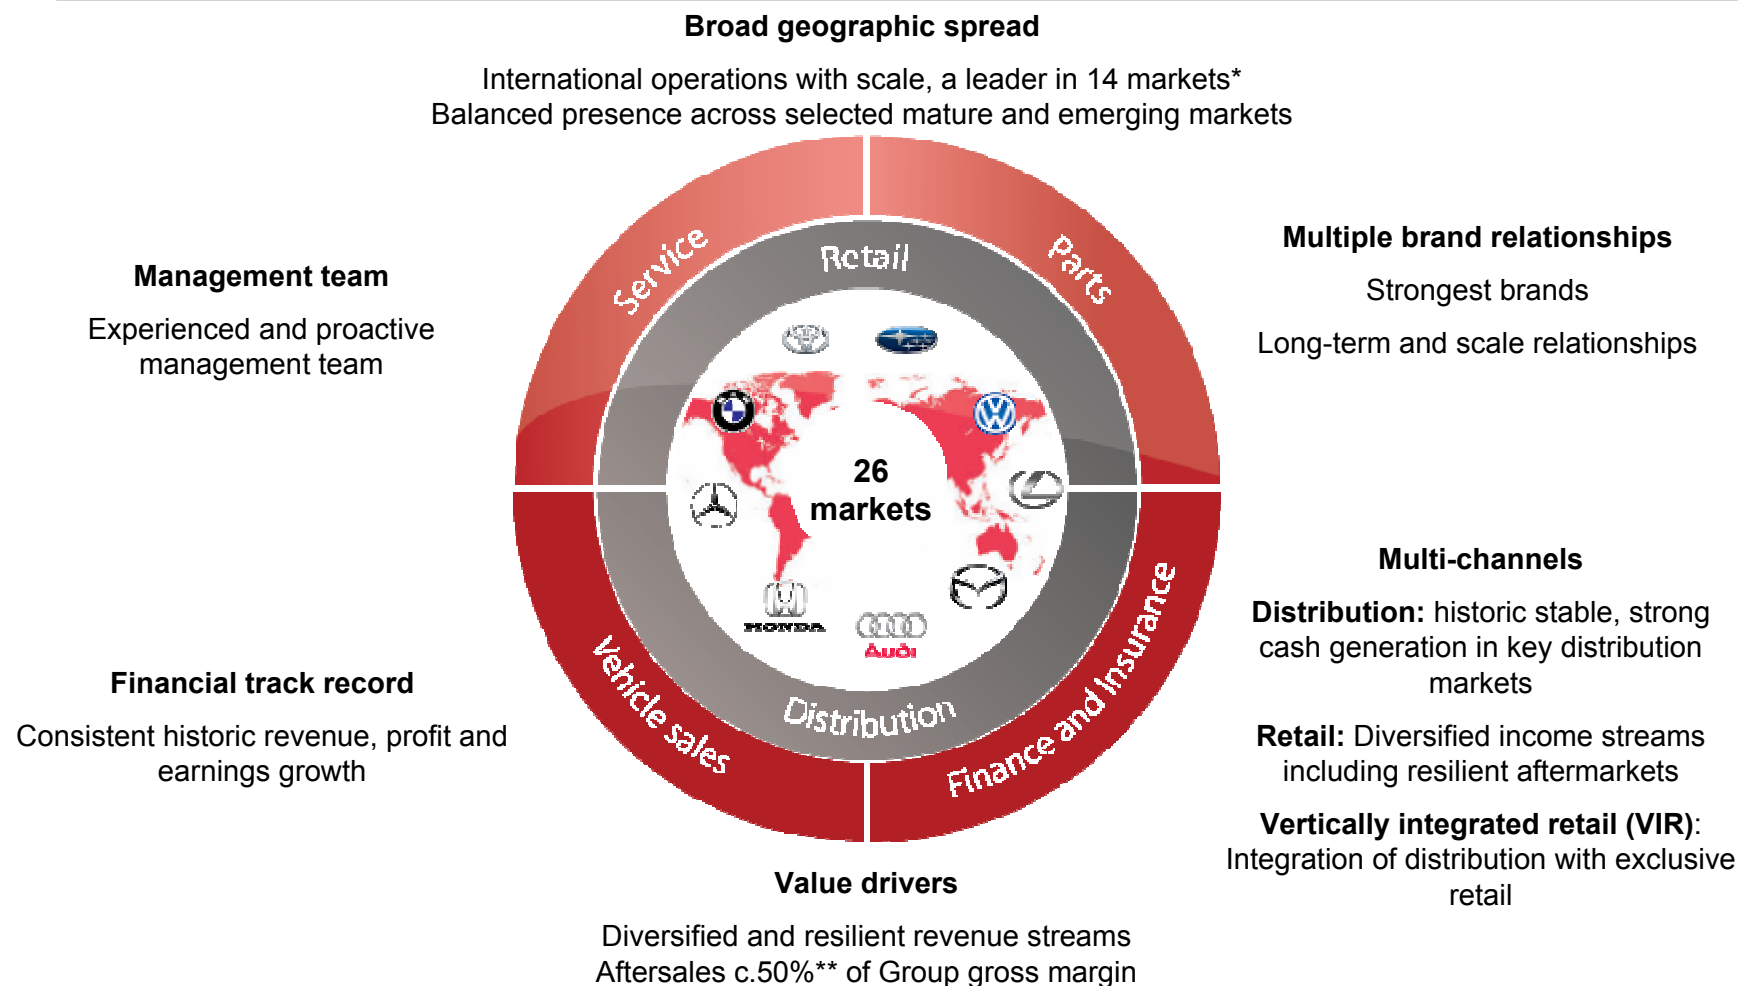 Broad geographic spread
International operations with scale, a leader in 14 markets*
Balanced presence across selected mature and emerging markets
Service
Retail
Parts
Management team
Experienced and proactive
management team
Multiple brand relationships
Strongest brands
Long-term and scale relationships
26
markets
HONDA
Audi
Vehicle sales
Distribution
Finance and Insurance
Financial track record
Consistent historic revenue, profit and
earnings growth
Multi-channels
Distribution: historic stable, strong
cash generation in key distribution
markets
Retail: Diversified income streams
including resilient aftermarkets
Vertically integrated retail (VIR):
Integration of distribution with exclusive
retail
Value drivers
Diversified and resilient revenue streams
Aftersales c.50%** of Group gross margin